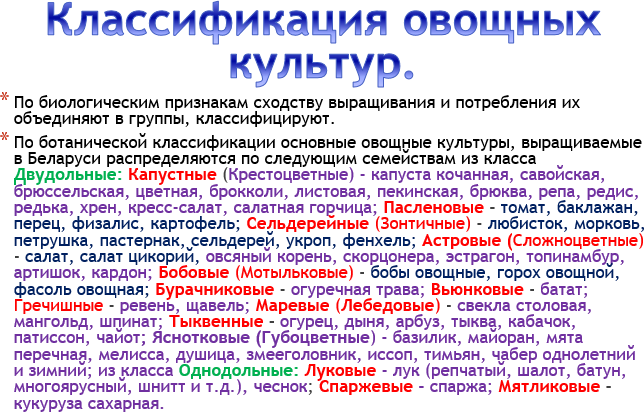 Классификация овощных
культур.
* По биологическим признакам сходству выращивания и потребления их
объединяют в группы, классифицируют.
* По ботанической классификации основные овощные культуры, выращиваемые
в Беларуси распределяются по следующим семействам из класса
Двудольные: Капустные (Крестоцветные) - капуста кочанная, савойская,
брюссельская, цветная, брокколи, листовая, пекинская, брюква, репа, редис,
редька, хрен, кресс-салат, салатная горчица; Пасленовые - томат, баклажан,
перец, физалис, картофель; Сельдерейные (Зонтичные) - любисток, морковь,
петрушка, пастернак, сельдерей, укроп, фенхель; Астровые (Сложноцветные)
- салат, салат цикорий, овсяный корень, скорцонера, эстрагон, топинамбур,
артишок, кардон; Бобовые (Мотыльковые) - бобы овощные, горох овощной,
фасоль овощная; Бурачниковые - огуречная трава; Вьюнковые - батат;
Гречишные - ревень, щавель; Маревые (Лебедовые) - свекла столовая,
мангольд, шпинат; Тыквенные - огурец, дыня, арбуз, тыква, кабачок,
патиссон, чайот; Яснотковые (Губоцветные) - базилик, майоран, мята
перечная, мелисса, душица, змееголовник, иссоп, тимьян, чабер однолетний
и зимний; из класса Однодольные: Луковые - лук (репчатый, шалот, батун,
многоярусный, шнитт и т.д.), чеснок; Спаржевые - спаржа; Мятликовые -
кукуруза сахарная.